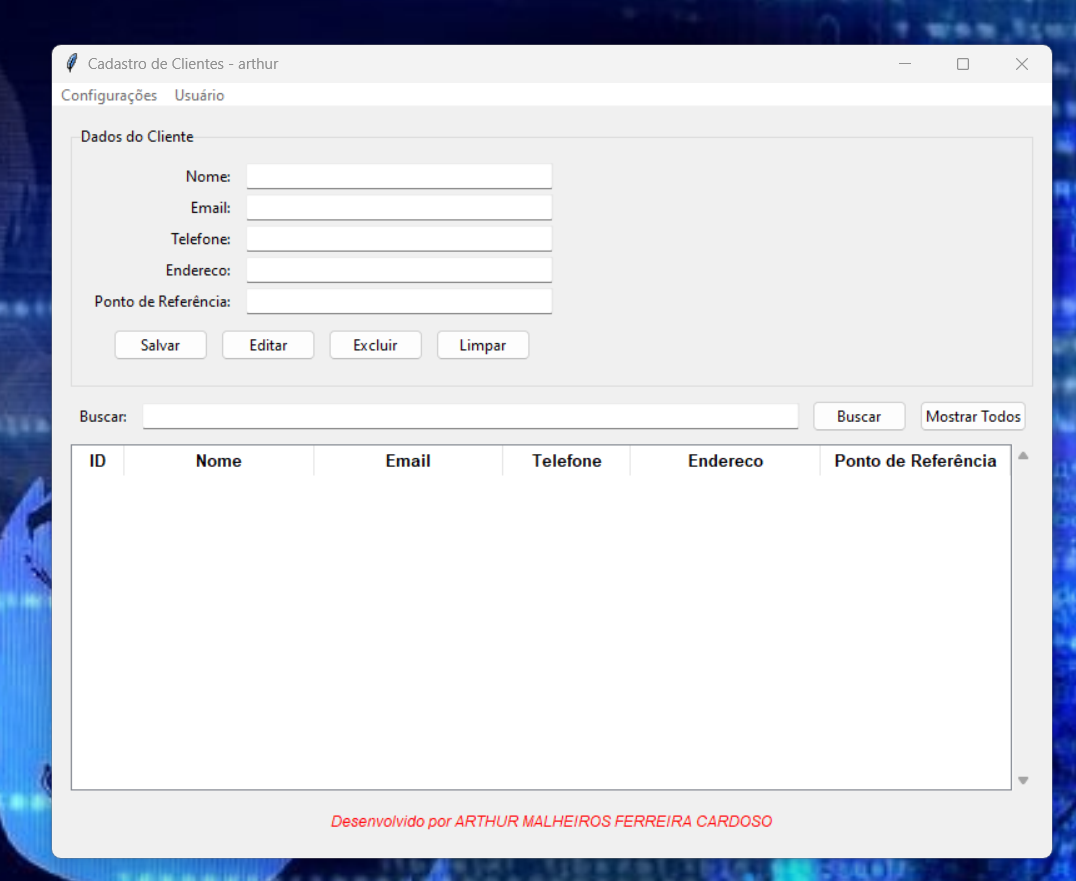 Cadastro de Clientes - arthur
Configurações Usuário
Dados do Cliente
Nome:
Email:
Telefone:
Endereco:
Ponto de Referência:
Salvar Editar Excluir Limpar
Buscar: Buscar Mostrar Todos
ID Nome Email Telefone Endereco Ponto de Referência
Desenvolvido por ARTHUR MALHEIROS FERREIRA CARDOSO